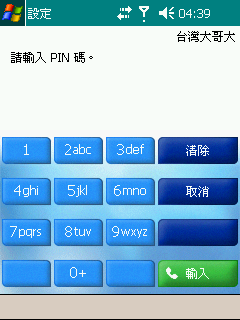 設定 04:39
台灣大哥大
請輸入 PIN 碼。
1 2abc 3def 清除
4ghi 5jkl 6mno 取消
7pqrs 8tuv 9wxyz
0+ 輸入